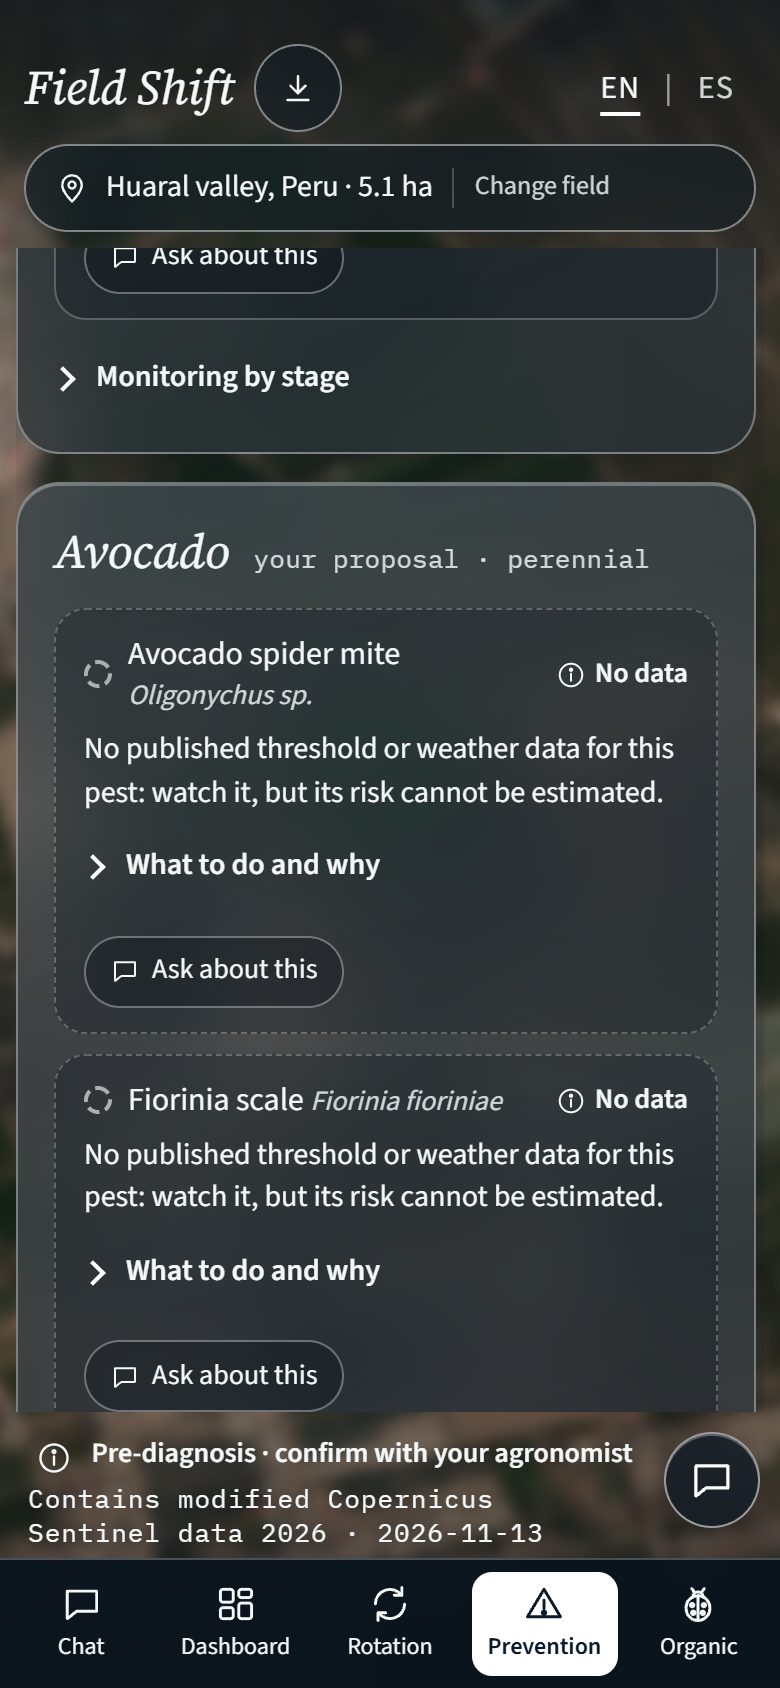 Field Shift
EN | ES
Huaral valley, Peru · 5.1 ha | Change field
Ask about this
Monitoring by stage
Avocado your proposal · perennial
Avocado spider mite
Oligonychus sp.
No data
No published threshold or weather data for this
pest: watch it, but its risk cannot be estimated.
What to do and why
Ask about this
Fiorinia scale Fiorinia fioriniae
No data
No published threshold or weather data for this
pest: watch it, but its risk cannot be estimated.
What to do and why
Ask about this
Pre-diagnosis · confirm with your agronomist
Contains modified Copernicus
Sentinel data 2026 · 2026-11-13
Chat
Dashboard
Rotation
Prevention
Organic